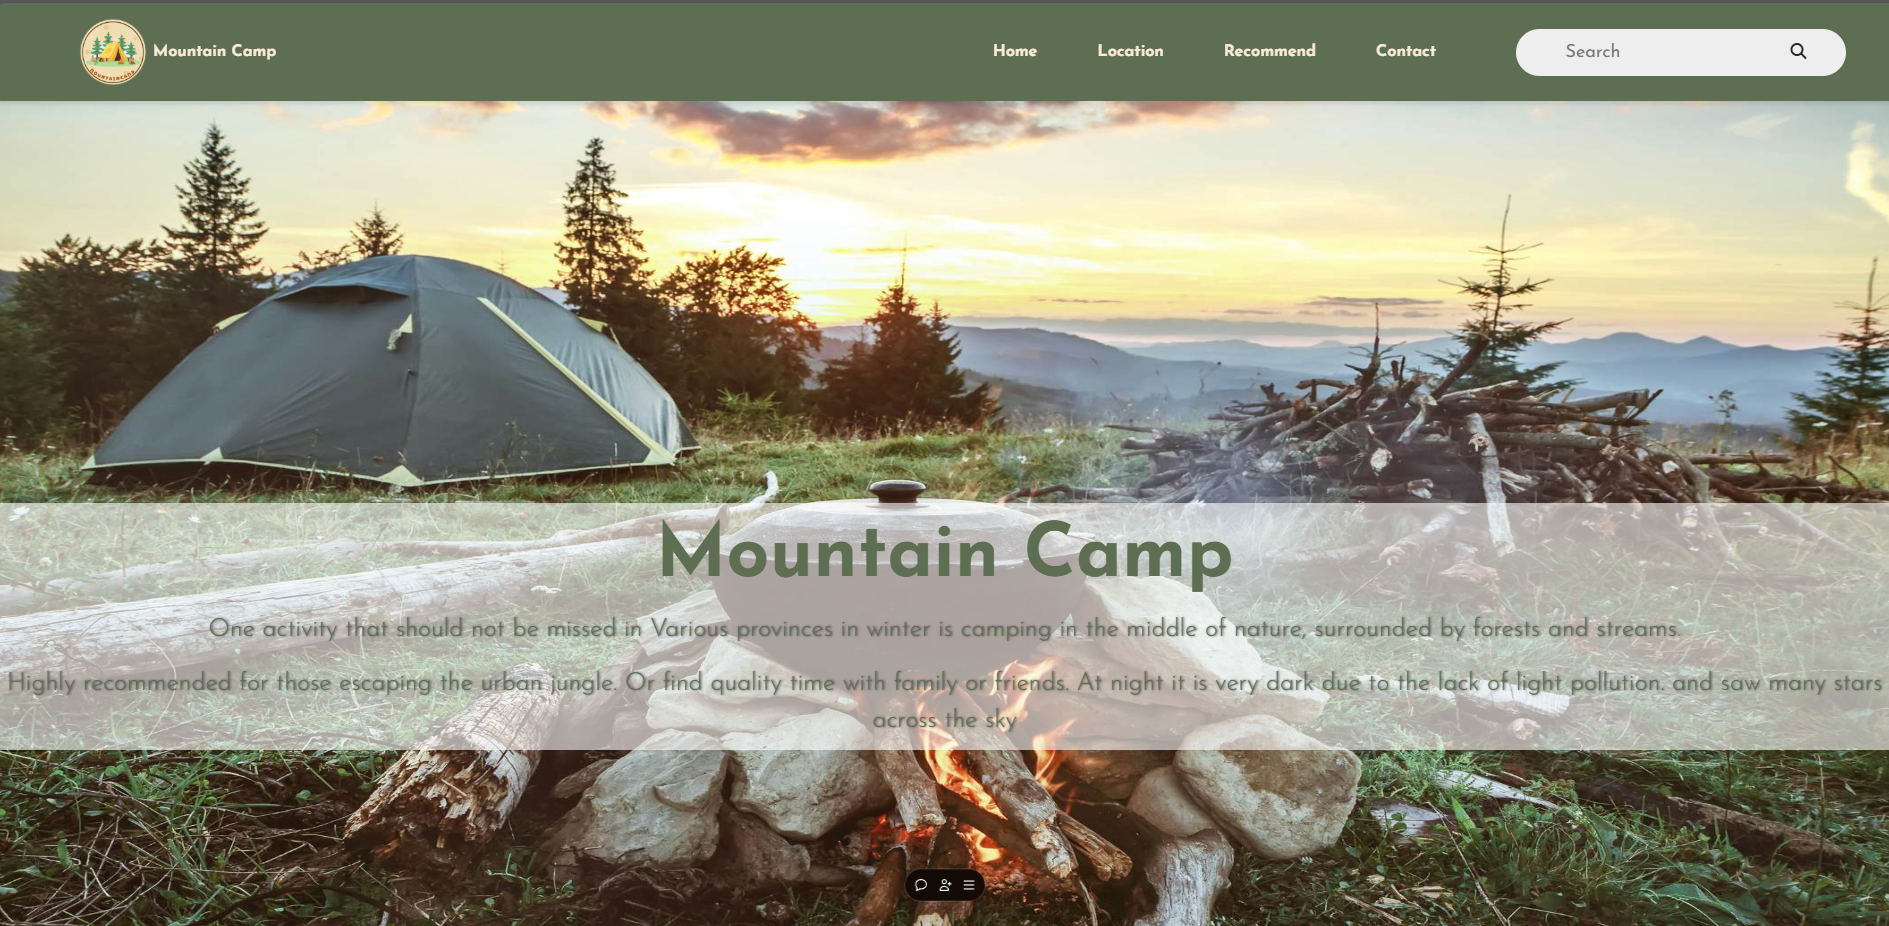 Mountain Camp
Home
Location
Recommend
Contact
Search
Mountain Camp
One activity that should not be missed in Various provinces in winter is camping in the middle of nature, surrounded by forests and streams.
Highly recommended for those escaping the urban jungle. Or find quality time with family or friends. At night it is very dark due to the lack of light pollution. and saw many stars
across the sky